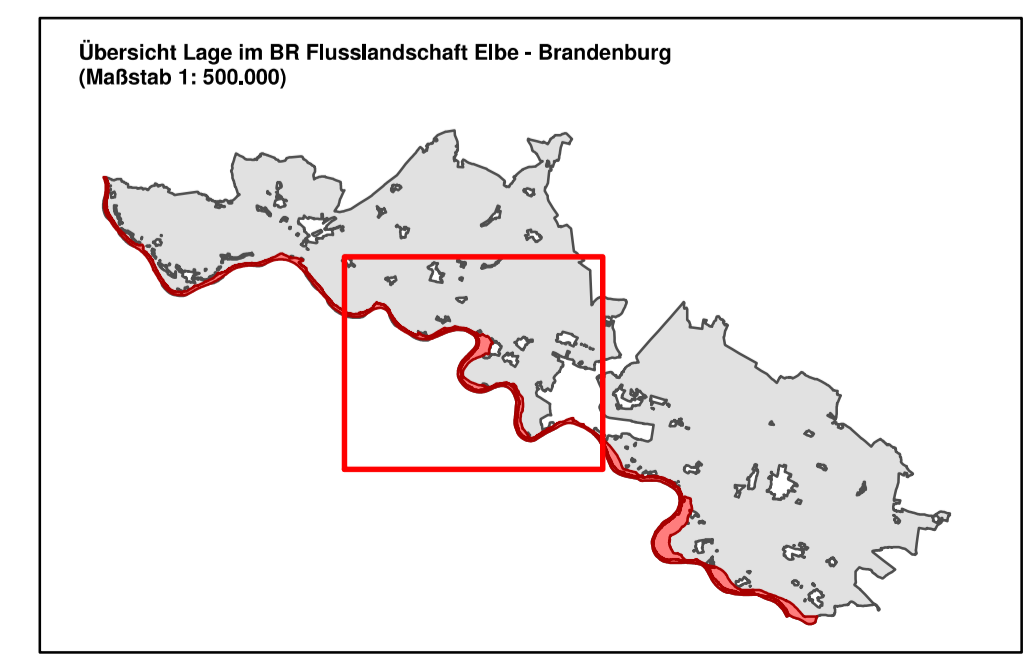 Übersicht Lage im BR Flusslandschaft Elbe - Brandenburg
(Maßstab 1: 500.000)